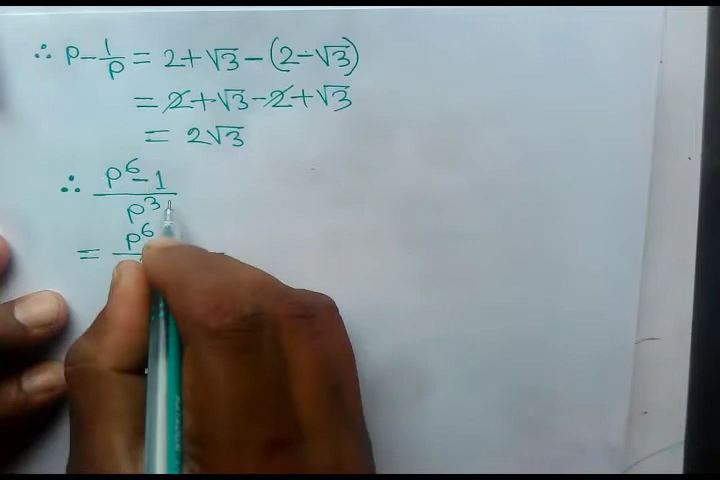 ∴ P - 1/P = 2 + √3 - (2 - √3)
= 2 + √3 - 2 + √3
= 2√3
∴ P⁶ - 1 / P³
= P⁶